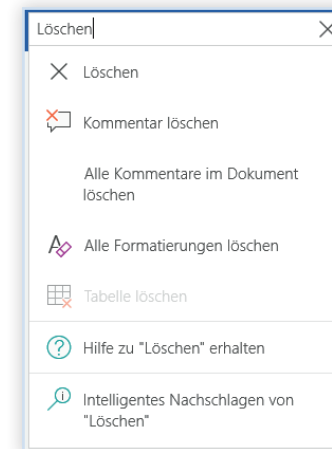 Löschen
Löschen
Kommentar löschen
Alle Kommentare im Dokument
löschen
Alle Formatierungen löschen
Tabelle löschen
Hilfe zu "Löschen" erhalten
Intelligentes Nachschlagen von
"Löschen"